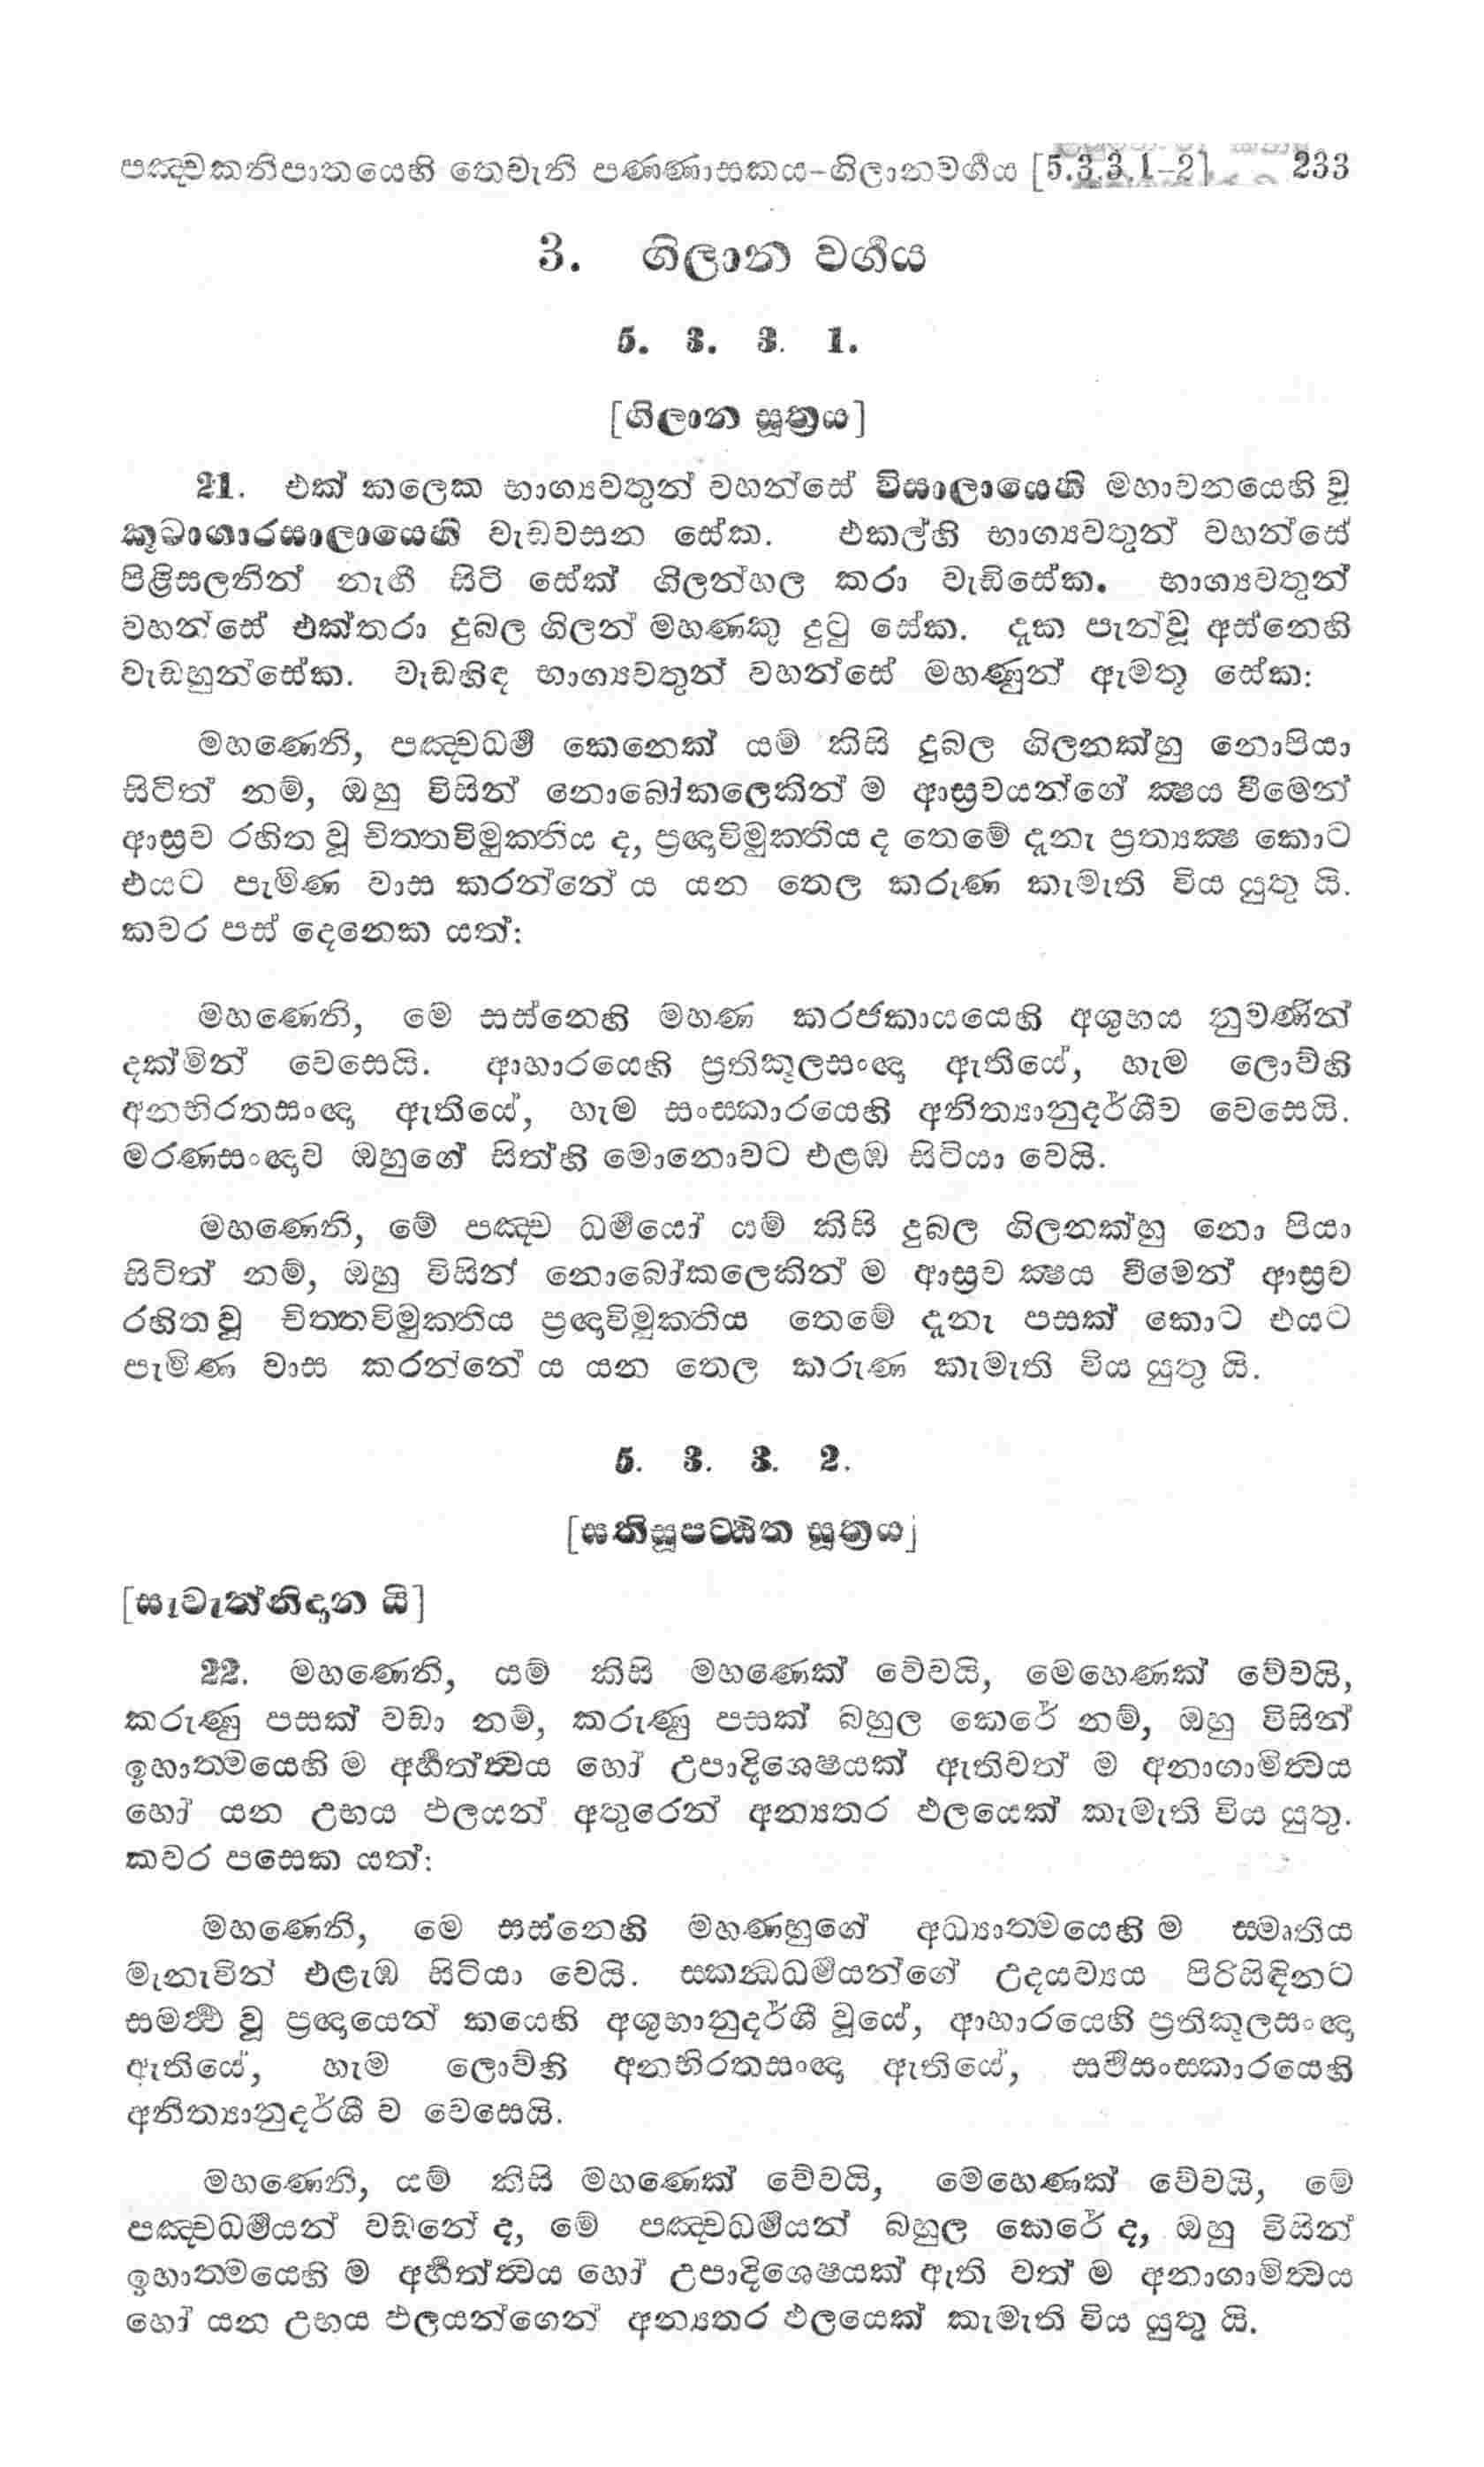 පඤ්චකනිපාතයෙහි තෙවැනි පණ්ණාසකය-ගිලානවර්‍ගය [5.3.3.1-2] 233
3. ගිලාන වර්‍ගය
5. 3. 3. 1.
[ගිලාන සූත්‍රය]
21. එක් කලෙක භාග්‍යවතුන් වහන්සේ විසාලායෙහි මහාවනයෙහි වූ
කූටාගාරසාලායෙහි වැඩවසන සේක. එකල්හි භාග්‍යවතුන් වහන්සේ
පිළිසලනින් නැඟී සිටි සේක් ගිලන්හල කරා වැඩිසේක. භාග්‍යවතුන්
වහන්සේ එක්තරා දුබල ගිලන් මහණකු දුටු සේක. දැක පැන්වූ අස්නෙහි
වැඩහුන්සේක. වැඩහිඳ භාග්‍යවතුන් වහන්සේ මහණුන් ඇමතූ සේක:
මහණෙනි, පඤ්චධර්‍ම කෙනෙක් යම් කිසි දුබල ගිලනක්හු නොපියා
සිටිත් නම්, ඔහු විසින් නොබෝකලෙකින් ම ආස්‍රවයන්ගේ ක්‍ෂය වීමෙන්
ආස්‍රව රහිත වූ චිත්තවිමුක්තිය ද, ප්‍රඥාවිමුක්තිය ද තෙමේ දැනැ ප්‍රත්‍යක්‍ෂ කොට
එයට පැමිණ වාස කරන්නේ ය යන තෙල කරුණ කැමැති විය යුතු යි.
කවර පස් දෙනෙක යත්:
මහණෙනි, මෙ සස්නෙහි මහණ කරජකායයෙහි අශුභය නුවණින්
දක්මින් වෙසෙයි. ආහාරයෙහි ප්‍රතිකූලසංඥා ඇතියේ, හැම ලොව්හි
අනභිරතසංඥා ඇතියේ, හැම සංස්කාරයෙහි අනිත්‍යානුදර්ශීව වෙසෙයි.
මරණසංඥාව ඔහුගේ සිත්හි මොනොවට එළඹ සිටියා වෙයි.
මහණෙනි, මේ පඤ්ච ධර්‍මයෝ යම් කිසි දුබල ගිලනක්හු නො පියා
සිටිත් නම්, ඔහු විසින් නොබෝකලෙකින් ම ආස්‍රව ක්‍ෂය වීමෙන් ආස්‍රව
රහිත වූ චිත්තවිමුක්තිය ප්‍රඥාවිමුක්තිය තෙමේ දැනැ පසක් කොට එයට
පැමිණ වාස කරන්නේ ය යන තෙල කරුණ කැමැති විය යුතු යි.
5. 3. 3. 2.
[සතිසූපට්ඨිත සූත්‍රය]
[සැවැත්නිදාන යි]
22. මහණෙනි, යම් කිසි මහණෙක් වේවයි, මෙහෙණක් වේවයි,
කරුණු පසක් වඩා නම්, කරුණු පසක් බහුල කෙරේ නම්, ඔහු විසින්
ඉහාත්මයෙහි ම අර්‍හත්ත්‍වය හෝ උපාදිශෙෂයක් ඇතිවත් ම අනාගාමිත්‍වය
හෝ යන උභය ඵලයන් අතුරෙන් අන්‍යතර ඵලයෙක් කැමැති විය යුතු.
කවර පසෙක යත්:
මහණෙනි, මෙ සස්නෙහි මහණහුගේ අධ්‍යාත්මයෙහි ම ස්මෘතිය
මැනැවින් එළැඹ සිටියා වෙයි. ස්කන්‍ධධර්‍මයන්ගේ උදයව්‍යය පිරිසිඳිනට
සමර්‍ථ වූ ප්‍රඥායෙන් කයෙහි අශුභානුදර්ශී වූයේ, ආහාරයෙහි ප්‍රතිකූලසංඥා
ඇතියේ, හැම ලොව්හි අනභිරතසංඥා ඇතියේ, සර්‍වසංස්කාරයෙහි
අනිත්‍යානුදර්ශී ව වෙසෙයි.
මහණෙනි, යම් කිසි මහණෙක් වේවයි, මෙහෙණක් වේවයි, මේ
පඤ්චධර්‍මයන් වඩනේ ද, මේ පඤ්චධර්‍මයන් බහුල කෙරේ ද, ඔහු විසින්
ඉහාත්මයෙහි ම අර්‍හත්ත්‍වය හෝ උපාදිශෙෂයක් ඇති වත් ම අනාගාමිත්‍වය
හෝ යන උභය ඵලයන්ගෙන් අන්‍යතර ඵලයෙක් කැමැති විය යුතු යි.